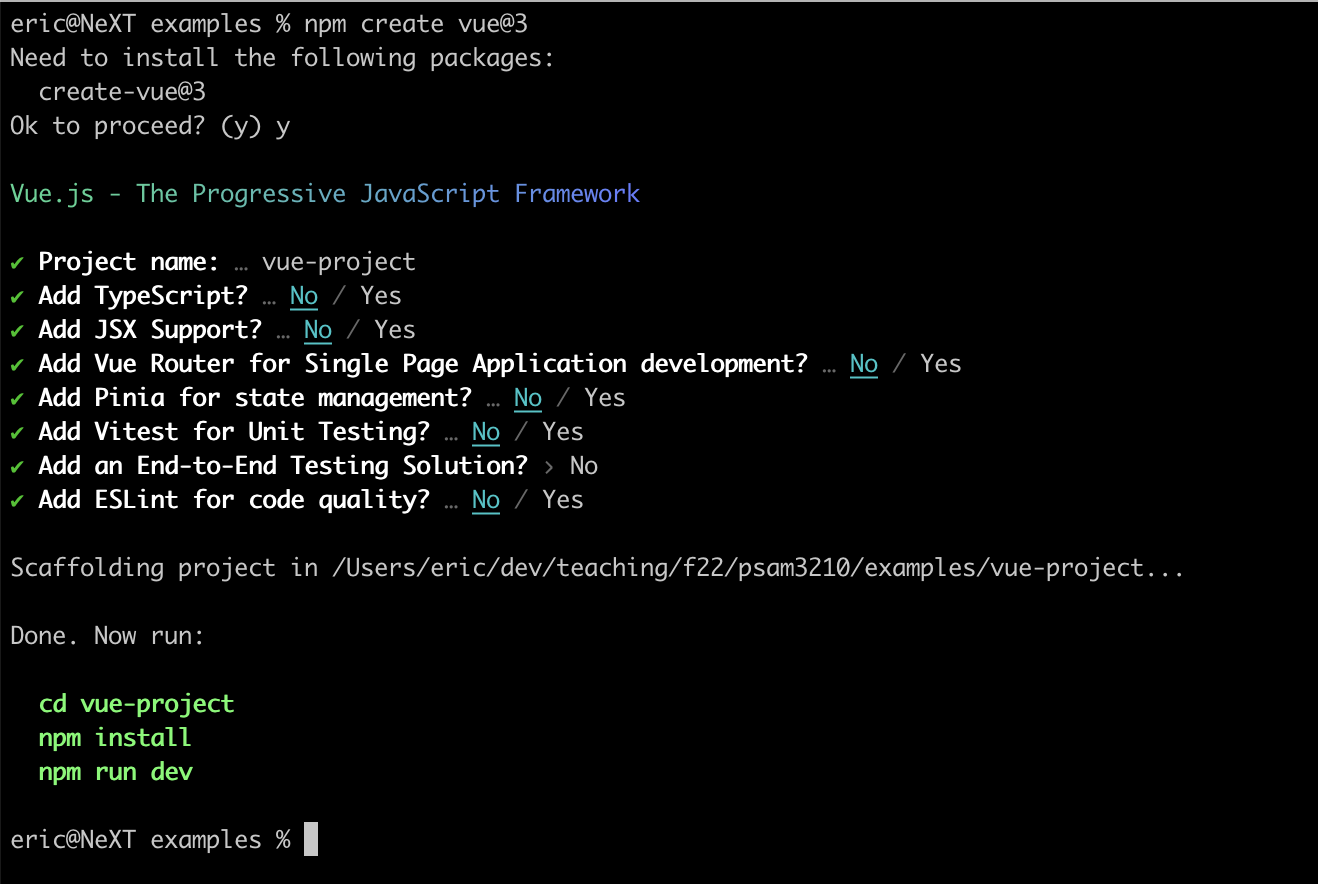 eric@NeXT examples % npm create vue@3
Need to install the following packages:
  create-vue@3
Ok to proceed? (y) y
Vue.js - The Progressive JavaScript Framework
✔ Project name: … vue-project
✔ Add TypeScript? … No / Yes
✔ Add JSX Support? … No / Yes
✔ Add Vue Router for Single Page Application development? … No / Yes
✔ Add Pinia for state management? … No / Yes
✔ Add Vitest for Unit Testing? … No / Yes
✔ Add an End-to-End Testing Solution? › No
✔ Add ESLint for code quality? … No / Yes
Scaffolding project in /Users/eric/dev/teaching/f22/psam3210/examples/vue-project...
Done. Now run:
  cd vue-project
  npm install
  npm run dev
eric@NeXT examples %